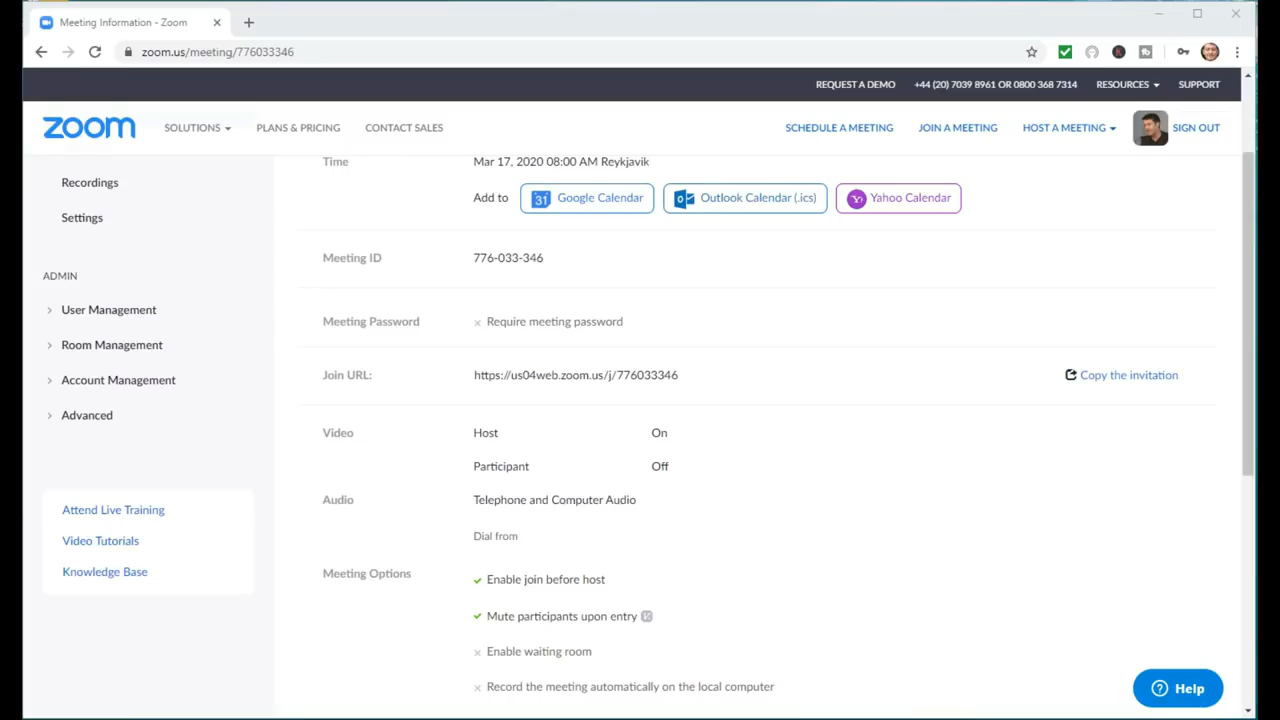 Meeting Information - Zoom
zoom.us/meeting/776033346
REQUEST A DEMO +44 (20) 7039 8961 OR 0800 368 7314 RESOURCES SUPPORT
zoom SOLUTIONS PLANS & PRICING CONTACT SALES SCHEDULE A MEETING JOIN A MEETING HOST A MEETING SIGN OUT
Recordings
Settings
ADMIN
User Management
Room Management
Account Management
Advanced
Attend Live Training
Video Tutorials
Knowledge Base
Time Mar 17, 2020 08:00 AM Reykjavik
Add to 31 Google Calendar Outlook Calendar (.ics) Yahoo Calendar
Meeting ID 776-033-346
Meeting Password Require meeting password
Join URL: https://us04web.zoom.us/j/776033346 Copy the invitation
Video Host On
Participant Off
Audio Telephone and Computer Audio
Dial from
Meeting Options Enable join before host
Mute participants upon entry
Enable waiting room
Record the meeting automatically on the local computer
Help